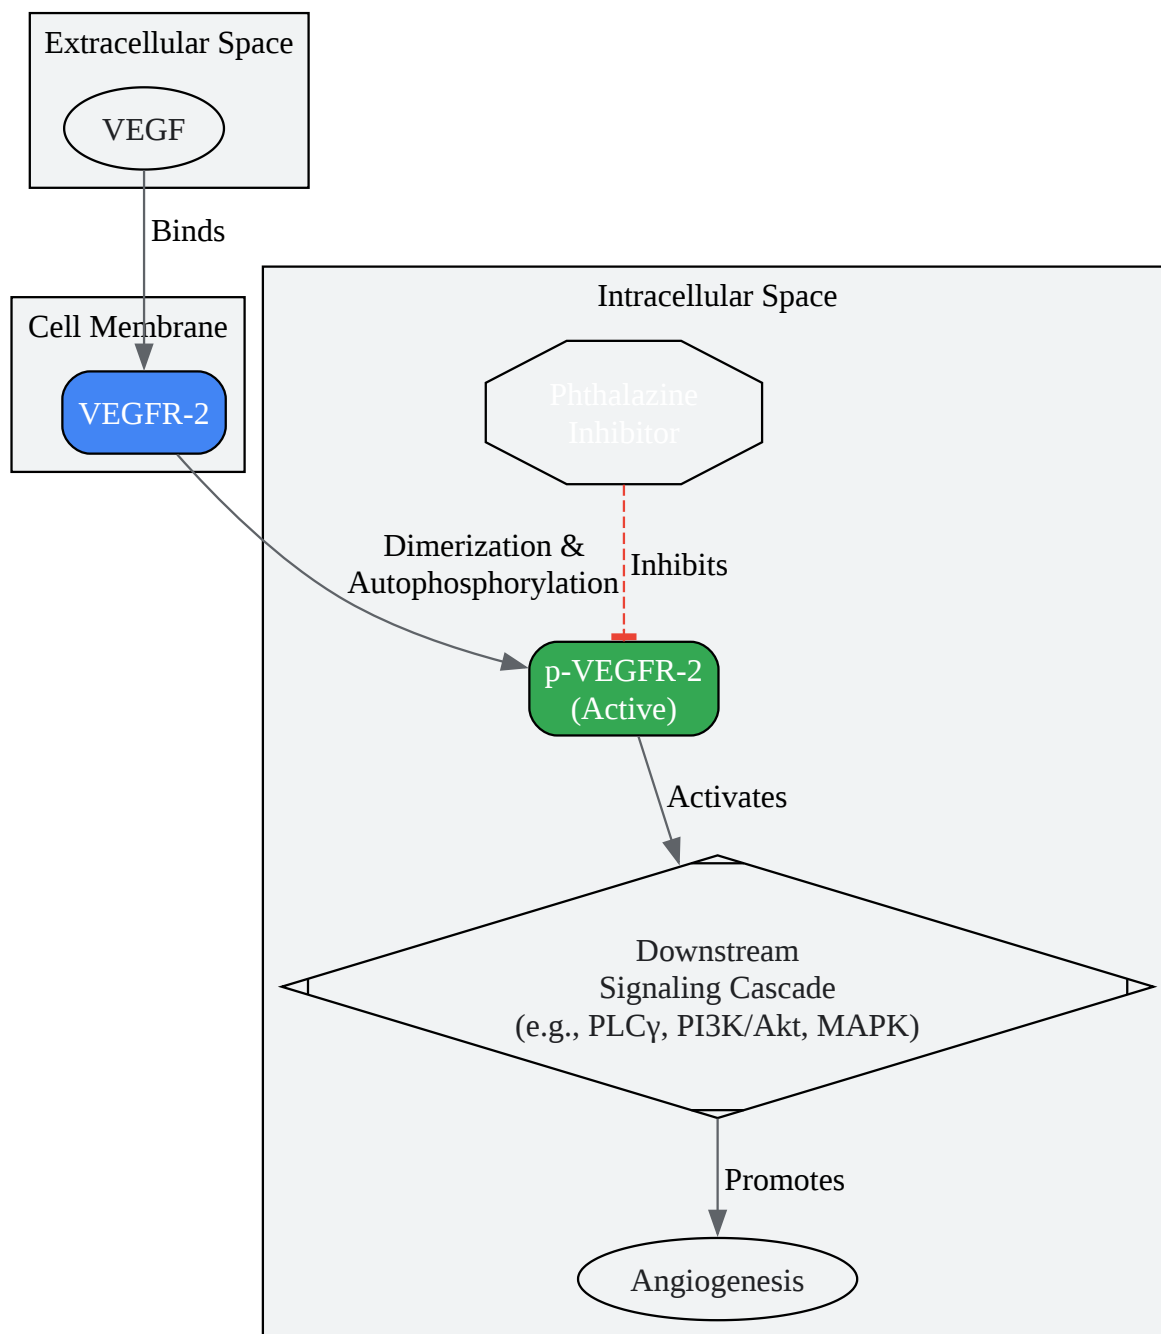 Extracellular Space
VEGF
Binds
Cell Membrane
VEGFR-2
Intracellular Space
Phthalazine
Inhibitor
Dimerization &
Autophosphorylation
Inhibits
p-VEGFR-2
(Active)
Activates
Downstream
Signaling Cascade
(e.g., PLCγ, PI3K/Akt, MAPK)
Promotes
Angiogenesis